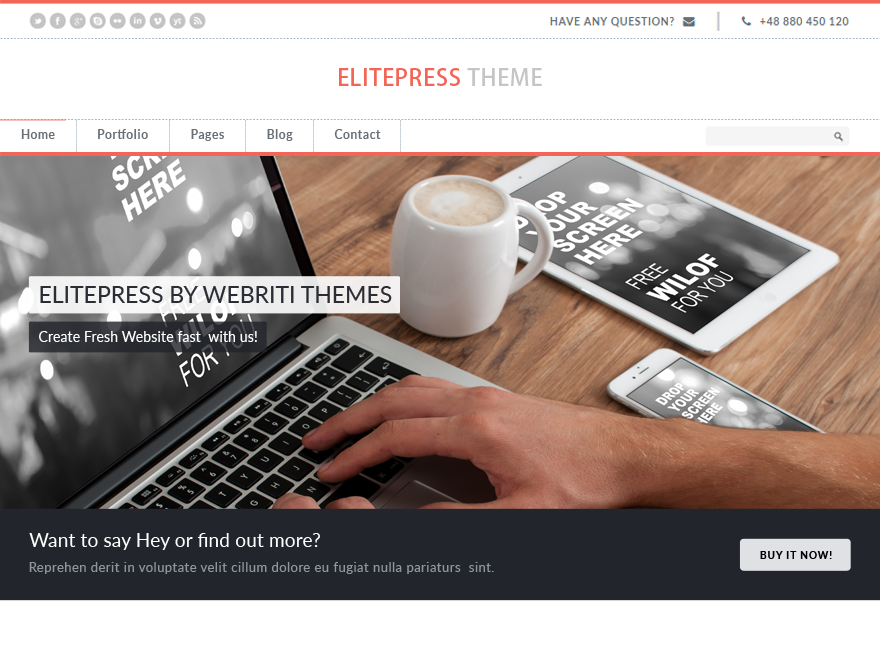 HAVE ANY QUESTION?
+48 880 450 120
ELITEPRESS THEME
Home
Portfolio
Pages
Blog
Contact
HERE
DROP
YOUR
SCREEN
HERE
FREE
WILOF
FOR YOU
ELITEPRESS BY WEBRITI THEMES
Create Fresh Website fast  with us!
FOR YOU
DROP
YOUR
SCREEN
HERE
Want to say Hey or find out more?
Reprehen derit in voluptate velit cillum dolore eu fugiat nulla pariaturs  sint.
BUY IT NOW!